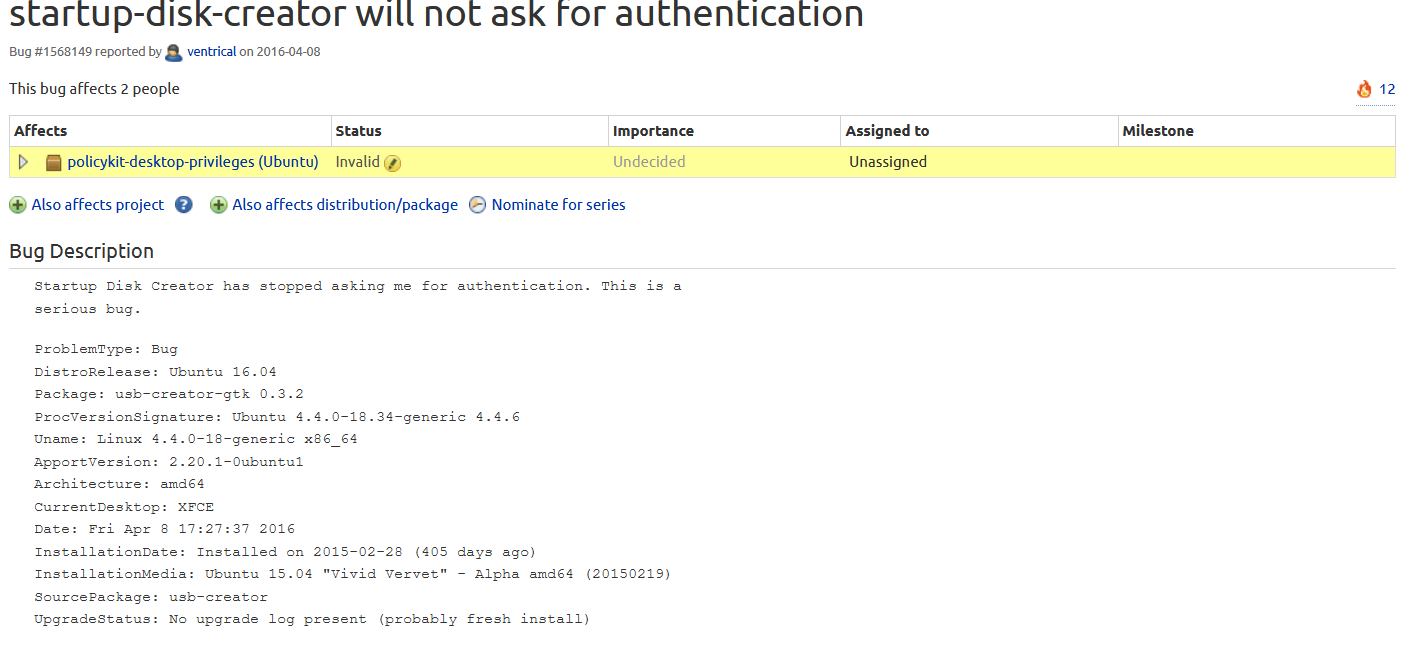 startup-disk-creator will not ask for authentication
Bug #1568149 reported by ventrical on 2016-04-08
This bug affects 2 people
12
Affects Status Importance Assigned to Milestone
policykit-desktop-privileges (Ubuntu) Invalid Undecided Unassigned
Also affects project ? Also affects distribution/package Nominate for series
Bug Description
Startup Disk Creator has stopped asking me for authentication. This is a
serious bug.
ProblemType: Bug
DistroRelease: Ubuntu 16.04
Package: usb-creator-gtk 0.3.2
ProcVersionSignature: Ubuntu 4.4.0-18.34-generic 4.4.6
Uname: Linux 4.4.0-18-generic x86_64
ApportVersion: 2.20.1-0ubuntu1
Architecture: amd64
CurrentDesktop: XFCE
Date: Fri Apr 8 17:27:37 2016
InstallationDate: Installed on 2015-02-28 (405 days ago)
InstallationMedia: Ubuntu 15.04 "Vivid Vervet" - Alpha amd64 (20150219)
SourcePackage: usb-creator
UpgradeStatus: No upgrade log present (probably fresh install)